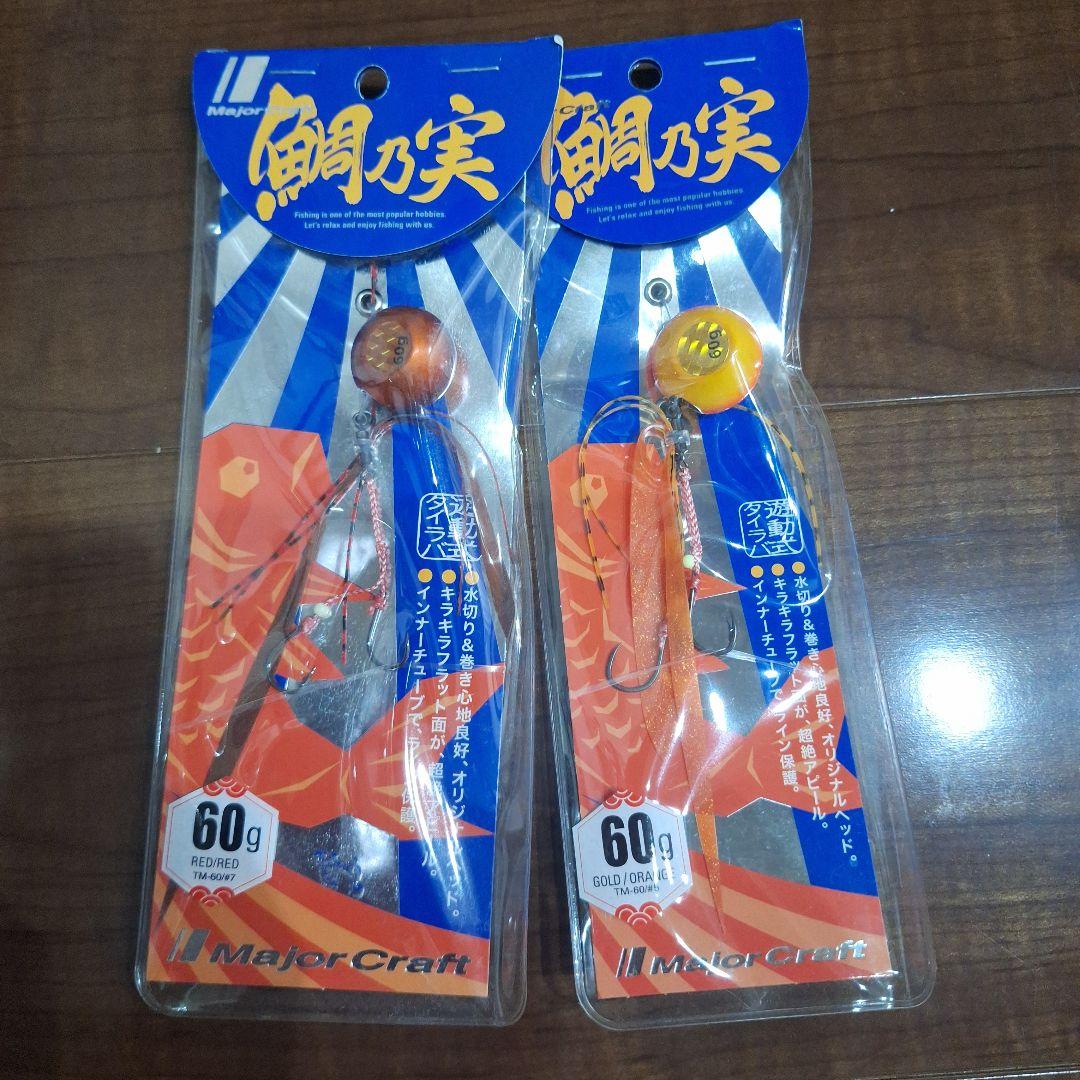 Major
鯛乃実
Fishing is one of the most popular hobbies.
Let's relax and enjoy fishing with us.
60g
遊動式
タイラバ
●水切り&巻き心地良好、オリジ
●キラキラフラット面が、超
●インナーチューブで、ラ
保護。
ル。
ド。
60g
RED/RED
TM-60/#7
Major Craft
Craft
鯛乃実
Fishing is one of the most popular hobbies.
Let's relax and enjoy fishing with us.
60g
遊動式
タイラバ
●水切り&巻き心地良好、オリジナルヘッド。
●キラキラフラット面が、超絶アピール。
●インナーチューブで、ライン保護。
60g
GOLD/ORANGE
TM-60/#5
Major Craft